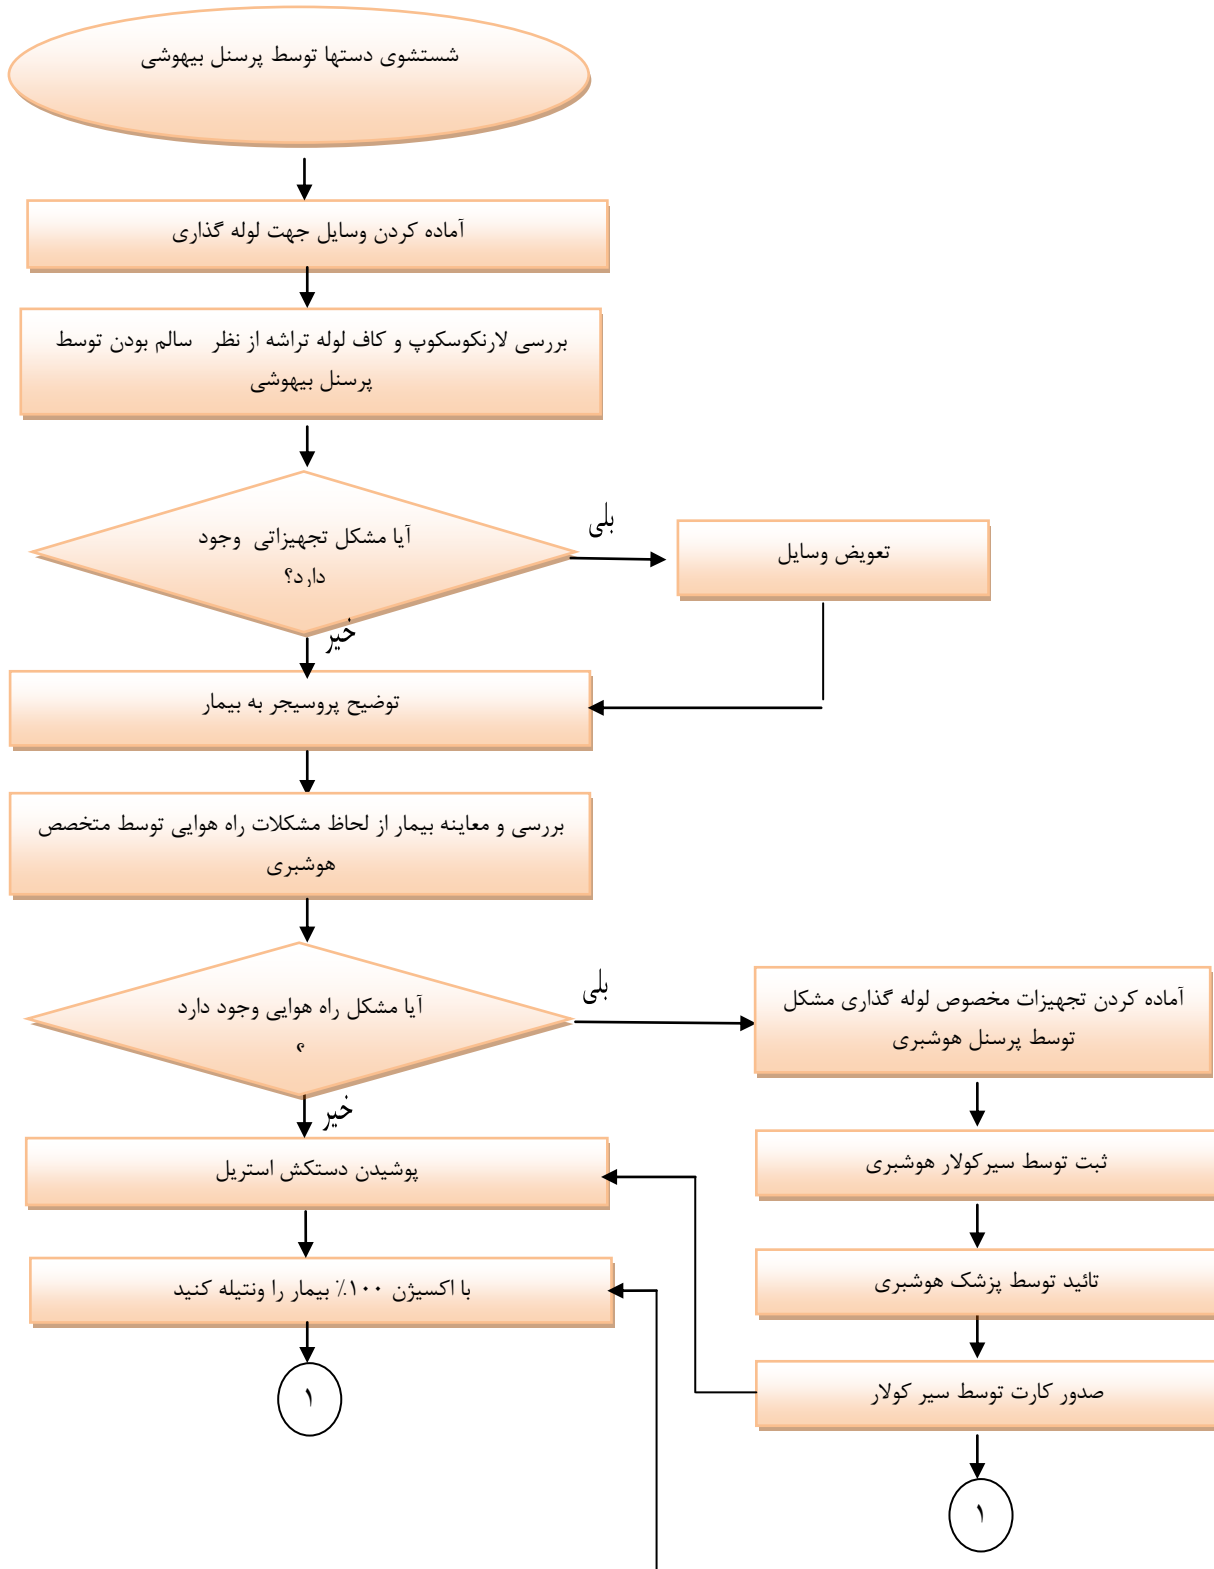 شستشوی دستها توسط پرسنل بیهوشی
آماده کردن وسایل جهت لوله گذاری
بررسی لارنکوسکوپ و کاف لوله تراشه از نظر سالم بودن توسط
پرسنل بیهوشی
آیا مشکل تجهیزاتی وجود
دارد؟
بلی
تعویض وسایل
خیر
توضیح پروسیجر به بیمار
بررسی و معاینه بیمار از لحاظ مشکلات راه هوایی توسط متخصص
هوشبری
آیا مشکل راه هوایی وجود دارد
؟
بلی
آماده کردن تجهیزات مخصوص لوله گذاری مشکل
توسط پرسنل هوشبری
خیر
پوشیدن دستکش استریل
ثبت توسط سیرکولار هوشبری
با اکسیژن ۱۰۰٪ بیمار را ونتیله کنید
تائید توسط پزشک هوشبری
صدور کارت توسط سیر کولار
۱
۱